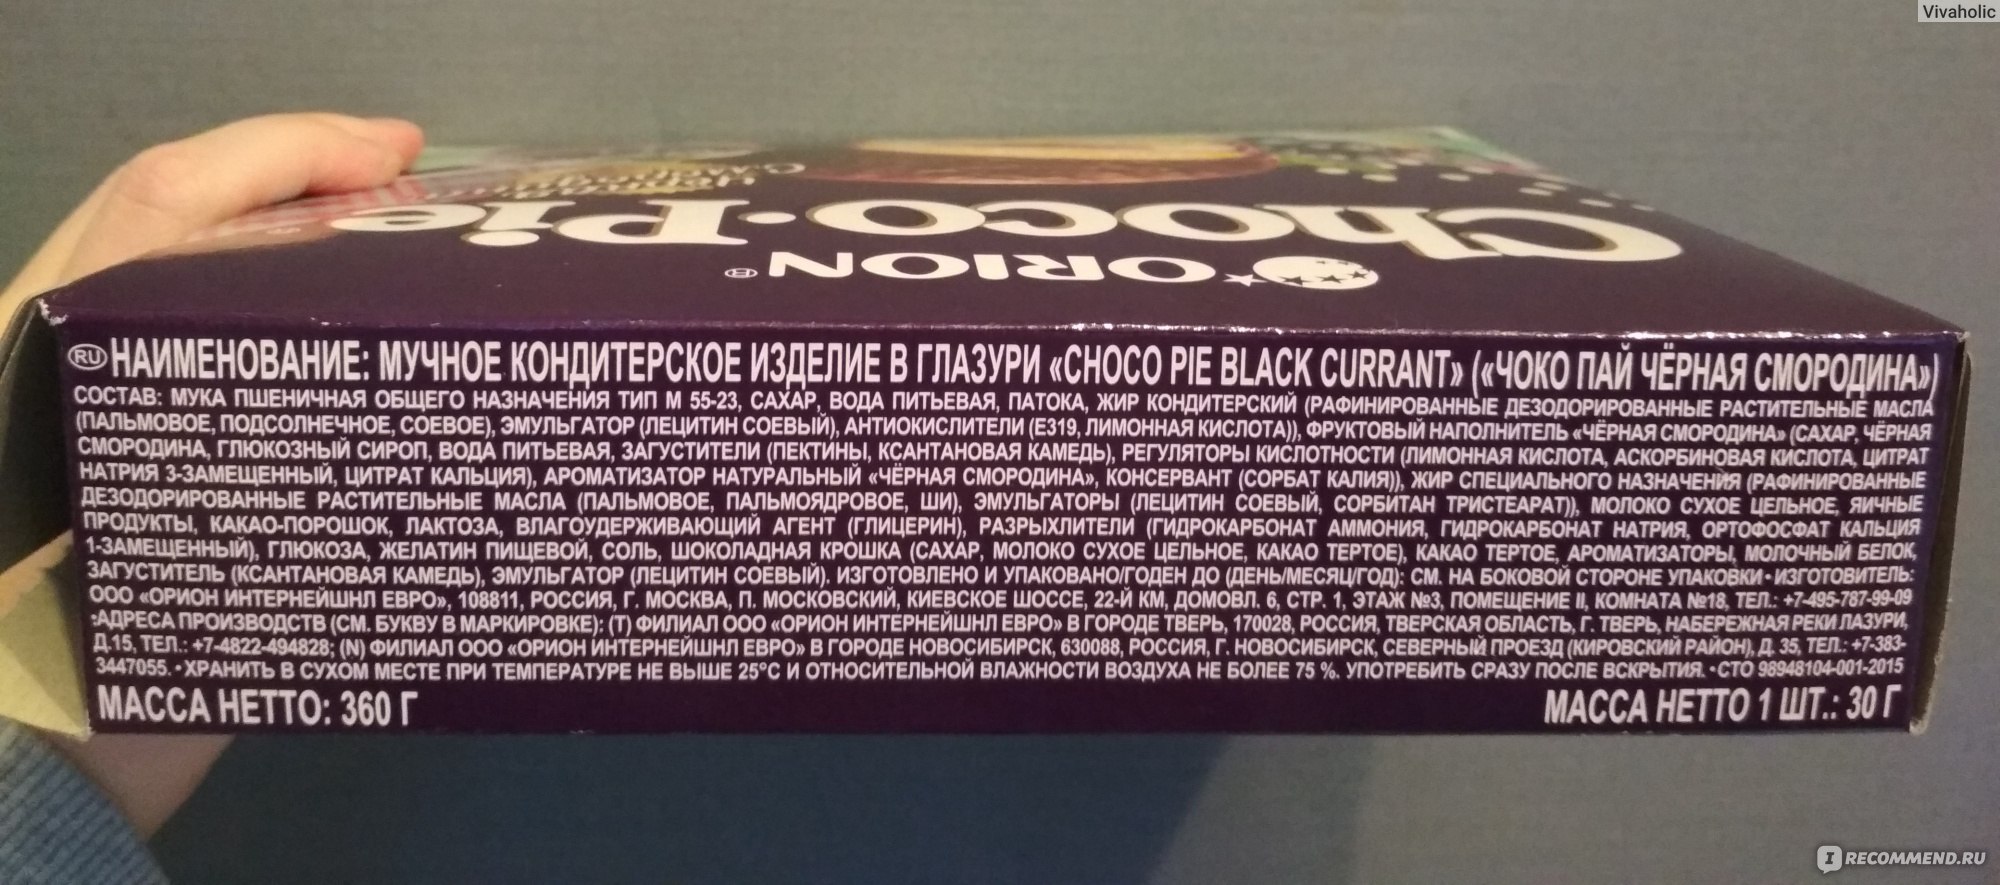 Vivaholic
Choco·Pie
ORION®
RU НАИМЕНОВАНИЕ: МУЧНОЕ КОНДИТЕРСКОЕ ИЗДЕЛИЕ В ГЛАЗУРИ «CHOCO PIE BLACK CURRANT» («ЧОКО ПАЙ ЧЁРНАЯ СМОРОДИНА»)
СОСТАВ: МУКА ПШЕНИЧНАЯ ОБЩЕГО НАЗНАЧЕНИЯ ТИП М 55-23, САХАР, ВОДА ПИТЬЕВАЯ, ПАТОКА, ЖИР КОНДИТЕРСКИЙ (РАФИНИРОВАННЫЕ ДЕЗОДОРИРОВАННЫЕ РАСТИТЕЛЬНЫЕ МАСЛА
(ПАЛЬМОВОЕ, ПОДСОЛНЕЧНОЕ, СОЕВОЕ), ЭМУЛЬГАТОР (ЛЕЦИТИН СОЕВЫЙ), АНТИОКИСЛИТЕЛИ (Е319, ЛИМОННАЯ КИСЛОТА)), ФРУКТОВЫЙ НАПОЛНИТЕЛЬ «ЧЁРНАЯ СМОРОДИНА» (САХАР, ЧЁРНАЯ
СМОРОДИНА, ГЛЮКОЗНЫЙ СИРОП, ВОДА ПИТЬЕВАЯ, ЗАГУСТИТЕЛИ (ПЕКТИНЫ, КСАНТАНОВАЯ КАМЕДЬ), РЕГУЛЯТОРЫ КИСЛОТНОСТИ (ЛИМОННАЯ КИСЛОТА, АСКОРБИНОВАЯ КИСЛОТА, ЦИТРАТ
НАТРИЯ 3-ЗАМЕЩЕННЫЙ, ЦИТРАТ КАЛЬЦИЯ), АРОМАТИЗАТОР НАТУРАЛЬНЫЙ «ЧЁРНАЯ СМОРОДИНА», КОНСЕРВАНТ (СОРБАТ КАЛИЯ)), ЖИР СПЕЦИАЛЬНОГО НАЗНАЧЕНИЯ (РАФИНИРОВАННЫЕ
ДЕЗОДОРИРОВАННЫЕ РАСТИТЕЛЬНЫЕ МАСЛА (ПАЛЬМОВОЕ, ПАЛЬМОЯДРОВОЕ, ШИ), ЭМУЛЬГАТОРЫ (ЛЕЦИТИН СОЕВЫЙ, СОРБИТАН ТРИСТЕАРАТ)), МОЛОКО СУХОЕ ЦЕЛЬНОЕ, ЯИЧНЫЕ
ПРОДУКТЫ, КАКАО-ПОРОШОК, ЛАКТОЗА, ВЛАГОУДЕРЖИВАЮЩИЙ АГЕНТ (ГЛИЦЕРИН), РАЗРЫХЛИТЕЛИ (ГИДРОКАРБОНАТ АММОНИЯ, ГИДРОКАРБОНАТ НАТРИЯ, ОРТОФОСФАТ КАЛЬЦИЯ
1-ЗАМЕЩЕННЫЙ), ГЛЮКОЗА, ЖЕЛАТИН ПИЩЕВОЙ, СОЛЬ, ШОКОЛАДНАЯ КРОШКА (САХАР, МОЛОКО СУХОЕ ЦЕЛЬНОЕ, КАКАО ТЕРТОЕ), КАКАО ТЕРТОЕ, АРОМАТИЗАТОРЫ, МОЛОЧНЫЙ БЕЛОК,
ЗАГУСТИТЕЛЬ (КСАНТАНОВАЯ КАМЕДЬ), ЭМУЛЬГАТОР (ЛЕЦИТИН СОЕВЫЙ). ИЗГОТОВЛЕНО И УПАКОВАНО/ГОДЕН ДО (ДЕНЬ/МЕСЯЦ/ГОД): СМ. НА БОКОВОЙ СТОРОНЕ УПАКОВКИ • ИЗГОТОВИТЕЛЬ:
ООО «ОРИОН ИНТЕРНЕЙШНЛ ЕВРО», 108811, РОССИЯ, Г. МОСКВА, П. МОСКОВСКИЙ, КИЕВСКОЕ ШОССЕ, 22-Й КМ, ДОМОВЛ. 6, СТР. 1, ЭТАЖ №3, ПОМЕЩЕНИЕ II, КОМНАТА №18, ТЕЛ.: +7-495-787-99-09
•АДРЕСА ПРОИЗВОДСТВ (СМ. БУКВУ В МАРКИРОВКЕ): (Т) ФИЛИАЛ ООО «ОРИОН ИНТЕРНЕЙШНЛ ЕВРО» В ГОРОДЕ ТВЕРЬ, 170028, РОССИЯ, ТВЕРСКАЯ ОБЛАСТЬ, Г. ТВЕРЬ, НАБЕРЕЖНАЯ РЕКИ ЛАЗУРИ,
Д.15, ТЕЛ.: +7-4822-494828; (N) ФИЛИАЛ ООО «ОРИОН ИНТЕРНЕЙШНЛ ЕВРО» В ГОРОДЕ НОВОСИБИРСК, 630088, РОССИЯ, Г. НОВОСИБИРСК, СЕВЕРНЫЙ ПРОЕЗД (КИРОВСКИЙ РАЙОН), Д. 35, ТЕЛ.: +7-383-
3447055. • ХРАНИТЬ В СУХОМ МЕСТЕ ПРИ ТЕМПЕРАТУРЕ НЕ ВЫШЕ 25°С И ОТНОСИТЕЛЬНОЙ ВЛАЖНОСТИ ВОЗДУХА НЕ БОЛЕЕ 75 %. УПОТРЕБИТЬ СРАЗУ ПОСЛЕ ВСКРЫТИЯ. • СТО 98948104-001-2015
МАССА НЕТТО: 360 Г
МАССА НЕТТО 1 ШТ.: 30 Г
IRECOMMEND.RU